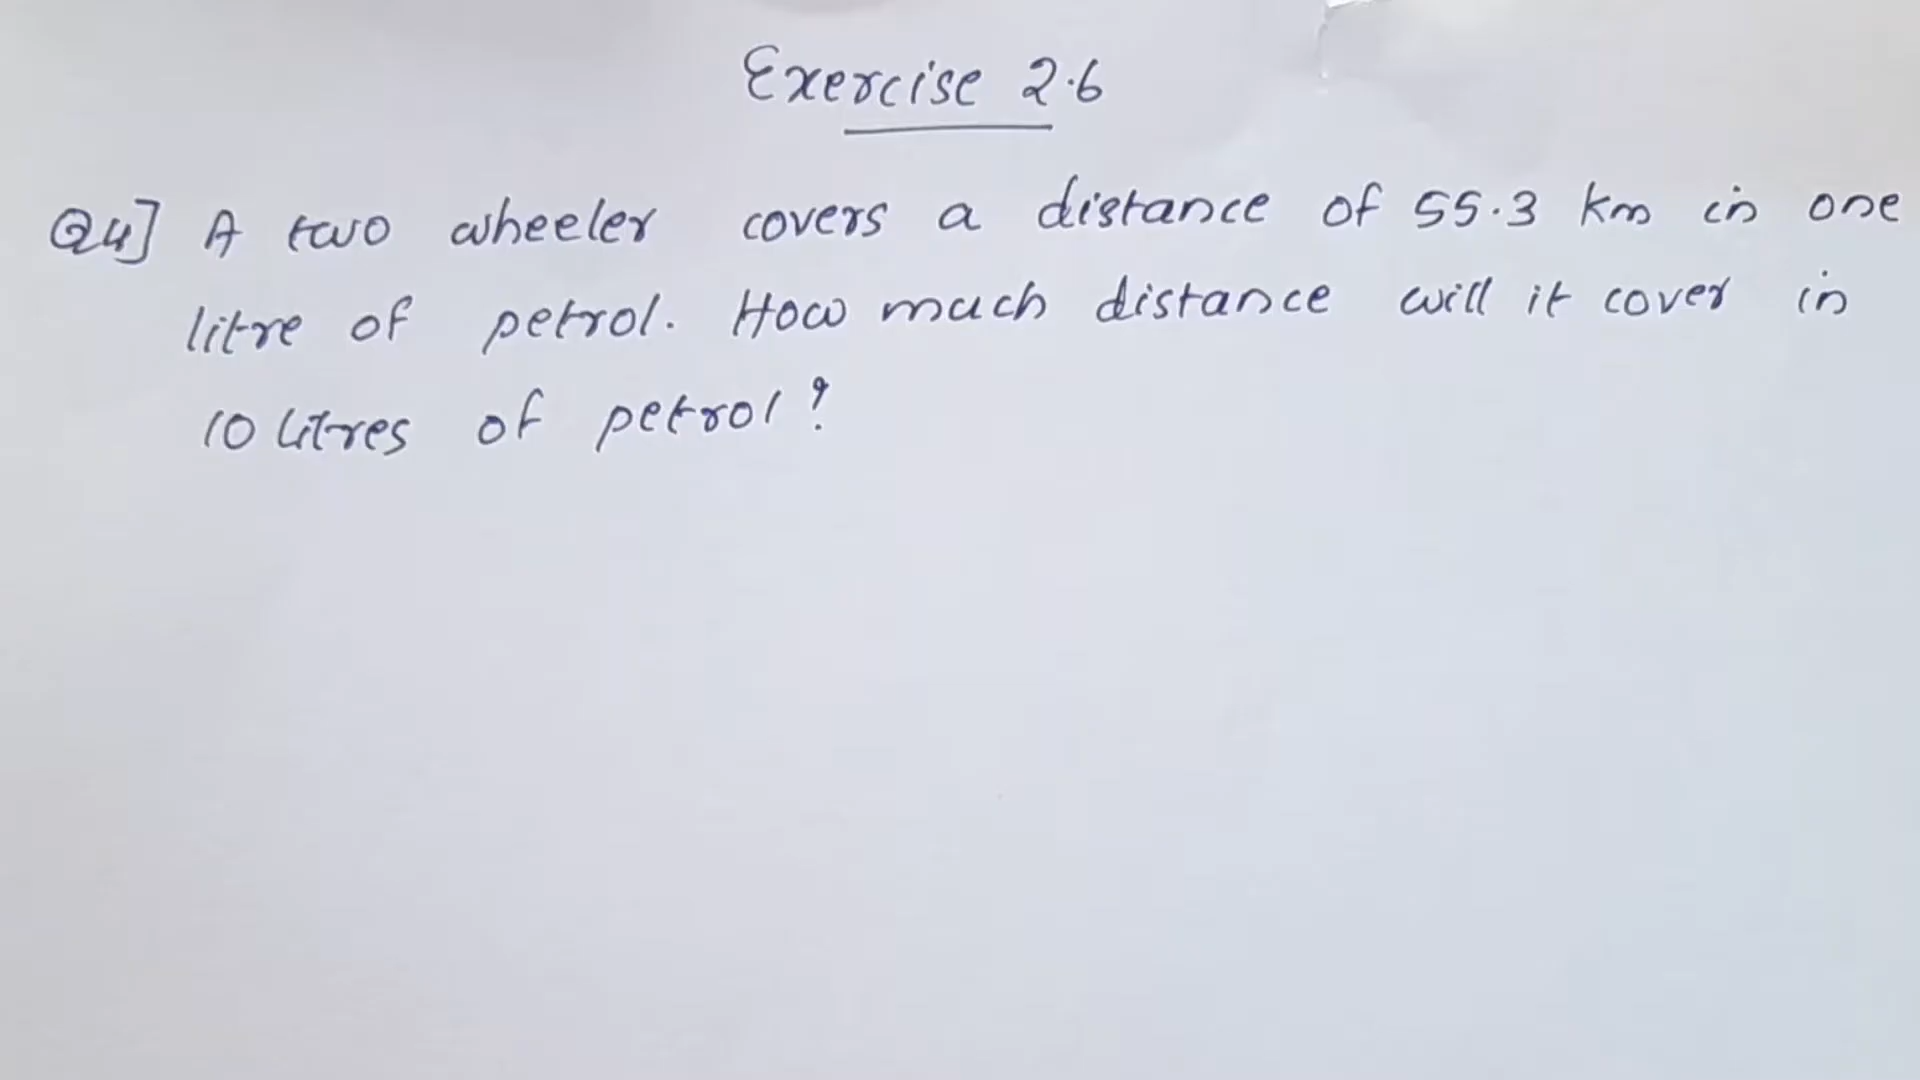 Exercise 2.6
Q4] A two wheeler covers a distance of 55.3 km in one
litre of petrol. How much distance will it cover in
10 litres of petrol?